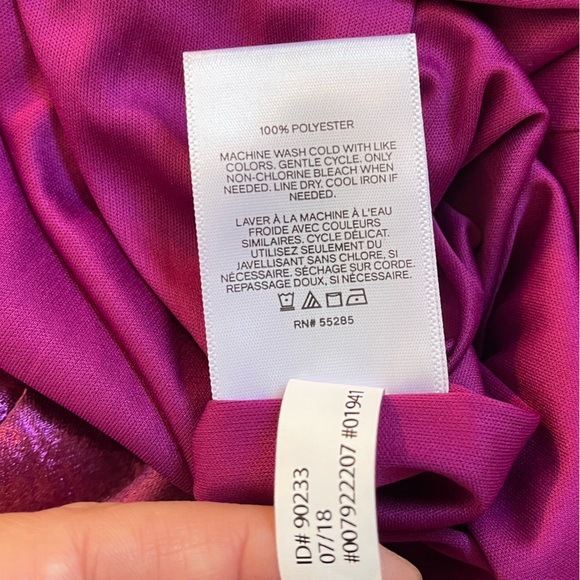 100% POLYESTER
MACHINE WASH COLD WITH LIKE
COLORS. GENTLE CYCLE. ONLY
NON-CHLORINE BLEACH WHEN
NEEDED. LINE DRY. COOL IRON IF
NEEDED.
LAVER À LA MACHINE À L'EAU
FROIDE AVEC COULEURS
SIMILAIRES. CYCLE DÉLICAT.
UTILISEZ SEULEMENT DU
JAVELLISANT SANS CHLORE, SI
NÉCESSAIRE. SÉCHAGE SUR CORDE.
REPASSAGE DOUX, SI NÉCESSAIRE.
RN# 55285
ID# 90233
07/18
#007922207 #01941